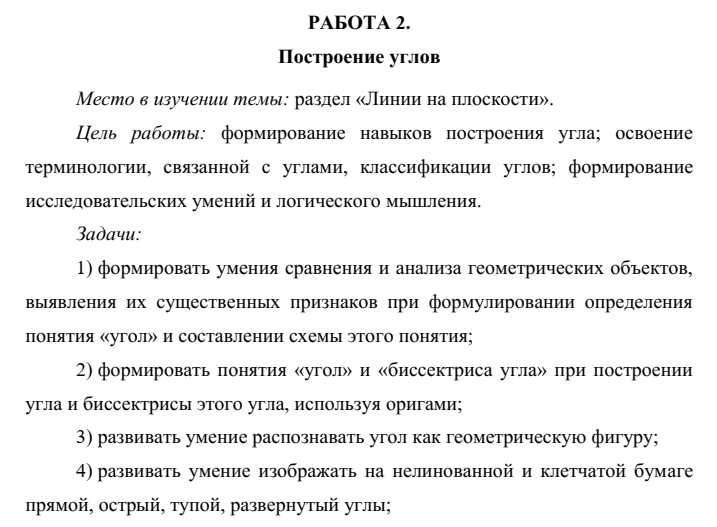 РАБОТА 2.
Построение углов
Место в изучении темы: раздел «Линии на плоскости».
Цель работы: формирование навыков построения угла; освоение
терминологии, связанной с углами, классификации углов; формирование
исследовательских умений и логического мышления.
Задачи:
1) формировать умения сравнения и анализа геометрических объектов,
выявления их существенных признаков при формулировании определения
понятия «угол» и составлении схемы этого понятия;
2) формировать понятия «угол» и «биссектриса угла» при построении
угла и биссектрисы этого угла, используя оригами;
3) развивать умение распознавать угол как геометрическую фигуру;
4) развивать умение изображать на нелинованной и клетчатой бумаге
прямой, острый, тупой, развернутый углы;